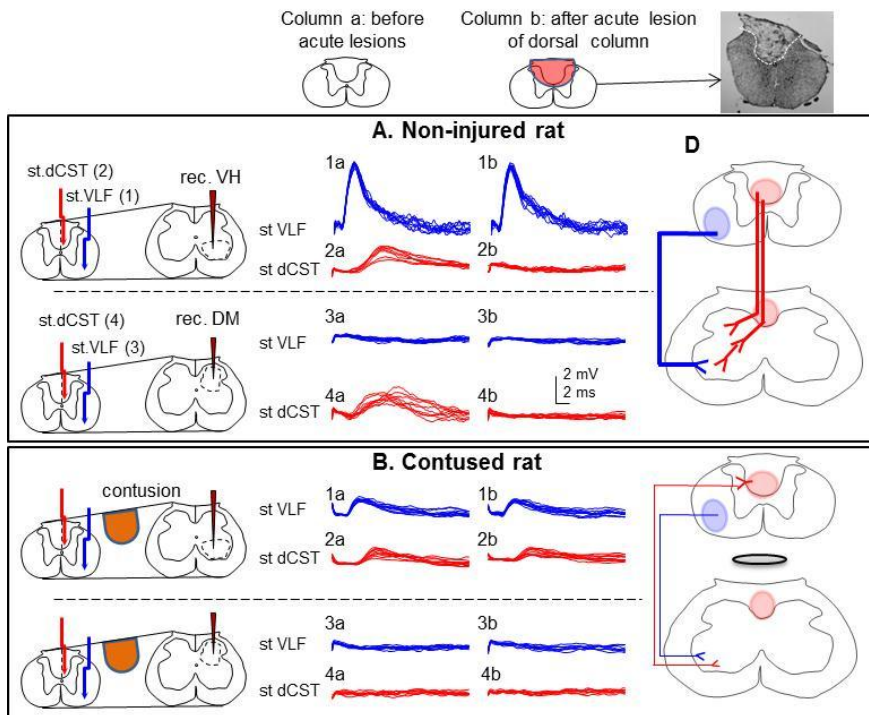 Column a: before
acute lesions
Column b: after acute lesion
of dorsal column
A. Non-injured rat
D
st.dCST (2)
st.VLF (1)
rec. VH
1a
1b
st VLF
2a
2b
st dCST
st.dCST (4)
st.VLF (3)
rec. DM
3a
3b
st VLF
4a
4b
st dCST
2 mV
2 ms
B. Contused rat
contusion
1a
1b
st VLF
2a
2b
st dCST
3a
3b
st VLF
4a
4b
st dCST